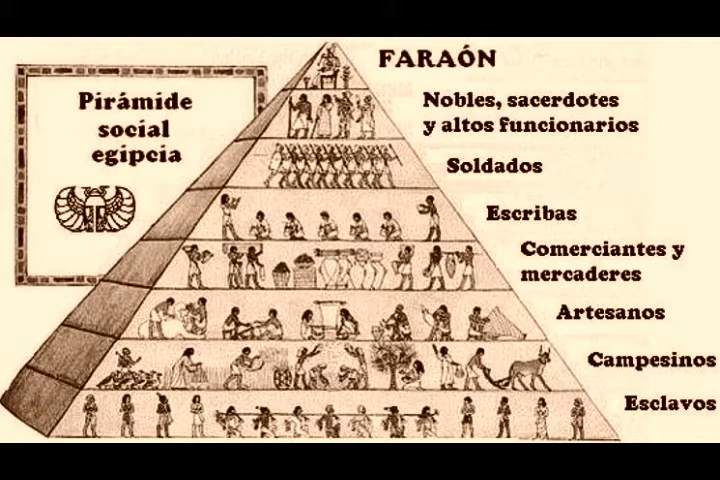 Pirámide
social
egipcia
FARAÓN
Nobles, sacerdotes
y altos funcionarios
Soldados
Escribas
Comerciantes y
mercaderes
Artesanos
Campesinos
Esclavos